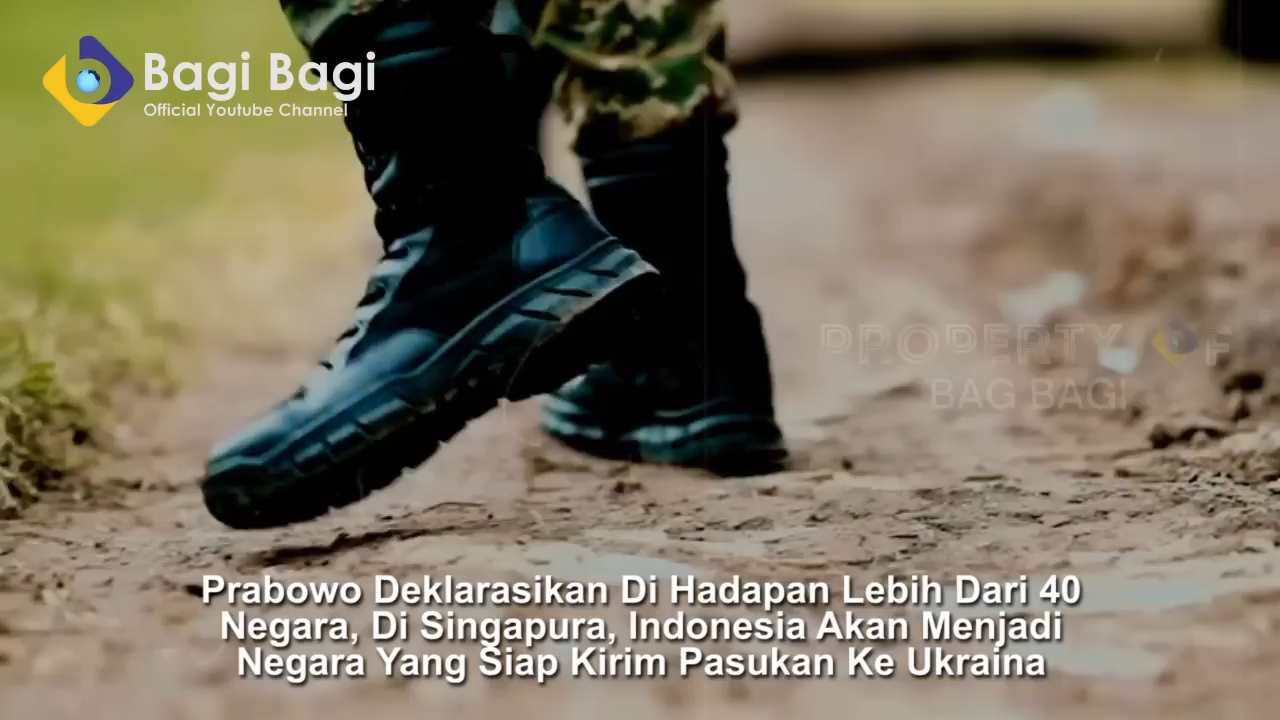 Bagi Bagi
Official Youtube Channel
PROPERTY OF
BAG BAGI
Prabowo Deklarasikan Di Hadapan Lebih Dari 40
Negara, Di Singapura, Indonesia Akan Menjadi
Negara Yang Siap Kirim Pasukan Ke Ukraina